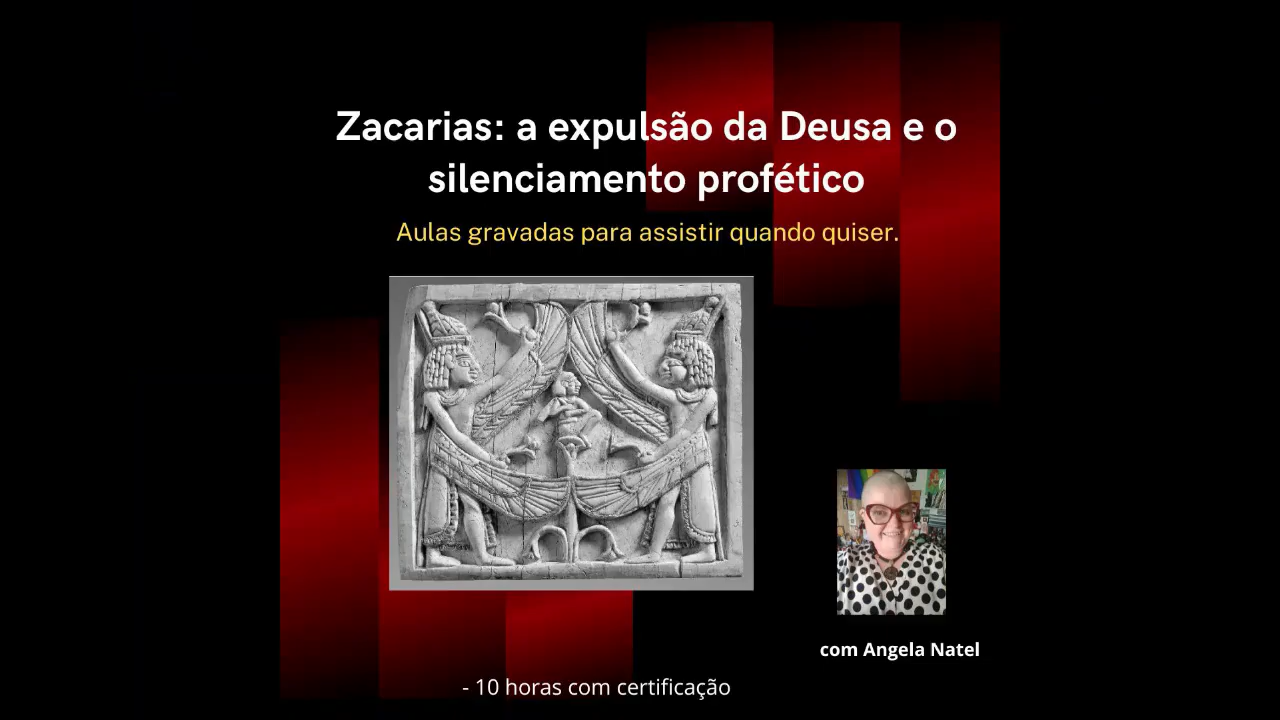 Zacarias: a expulsão da Deusa e o
silenciamento profético
Aulas gravadas para assistir quando quiser.
com Angela Natel
- 10 horas com certificação